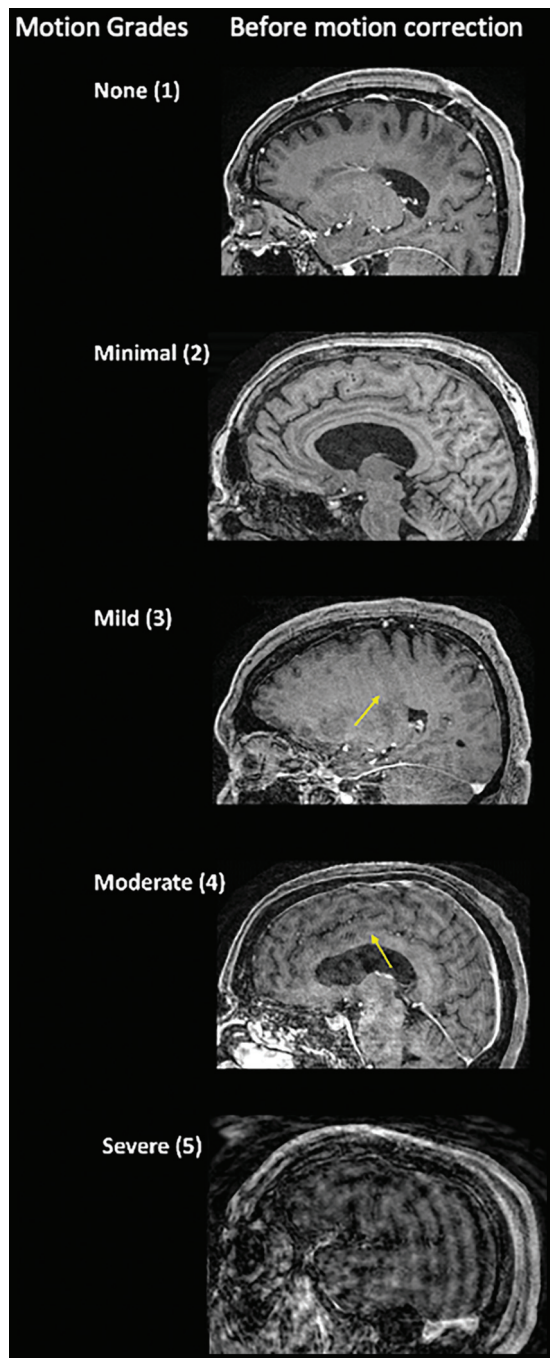 Motion Grades Before motion correction
None (1)
Minimal (2)
Mild (3)
Moderate (4)
Severe (5)